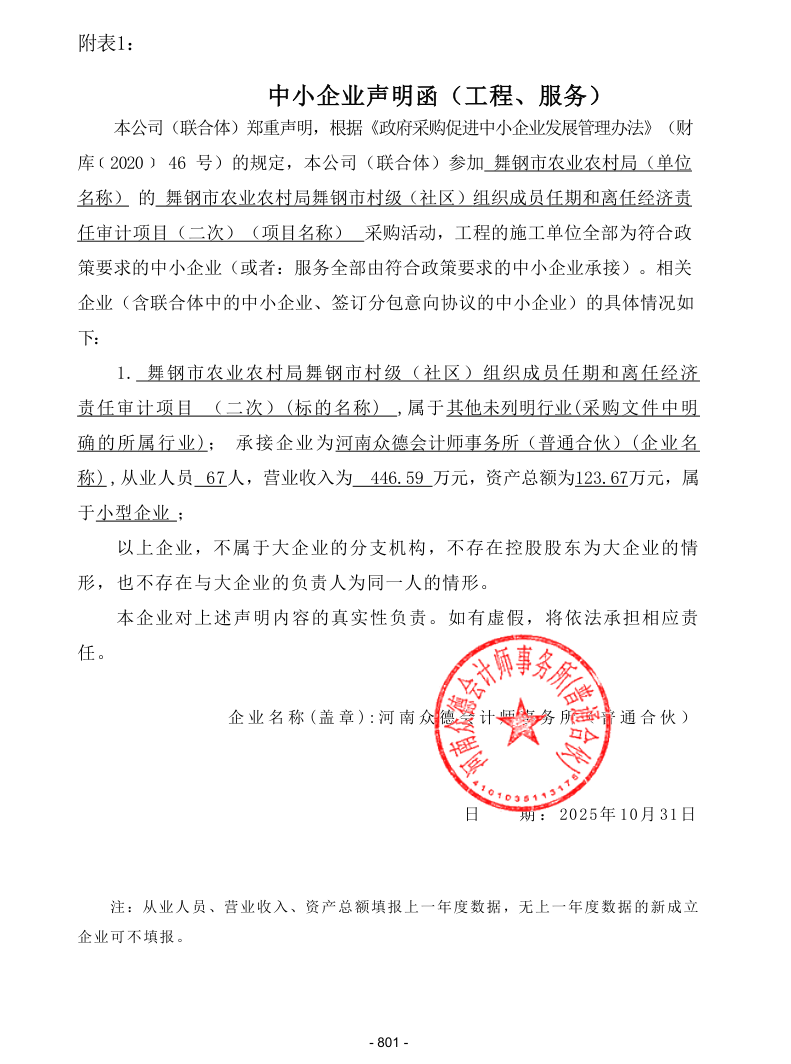 附表1：
中小企业声明函（工程、服务）
本公司（联合体）郑重声明，根据《政府采购促进中小企业发展管理办法》（财
库﹝2020﹞ 46 号）的规定，本公司（联合体）参加 舞钢市农业农村局（单位
名称） 的 舞钢市农业农村局舞钢市村级（社区）组织成员任期和离任经济责
任审计项目（二次）（项目名称） 采购活动，工程的施工单位全部为符合政
策要求的中小企业（或者：服务全部由符合政策要求的中小企业承接）。相关
企业（含联合体中的中小企业、签订分包意向协议的中小企业）的具体情况如
下：
1. 舞钢市农业农村局舞钢市村级（社区）组织成员任期和离任经济
责任审计项目 （二次）(标的名称) ,属于其他未列明行业(采购文件中明
确的所属行业)； 承接企业为河南众德会计师事务所（普通合伙）(企业名
称),从业人员 67人，营业收入为 446.59 万元，资产总额为123.67万元，属
于小型企业 ；
以上企业，不属于大企业的分支机构，不存在控股股东为大企业的情
形，也不存在与大企业的负责人为同一人的情形。
本企业对上述声明内容的真实性负责。如有虚假，将依法承担相应责
任。
企业名称(盖章):河南众德会计师事务所（普通合伙）
河南众德会计师事务所(普通合伙)
4101035113176
日 期：2025年10月31日
注：从业人员、营业收入、资产总额填报上一年度数据，无上一年度数据的新成立
企业可不填报。
- 801 -